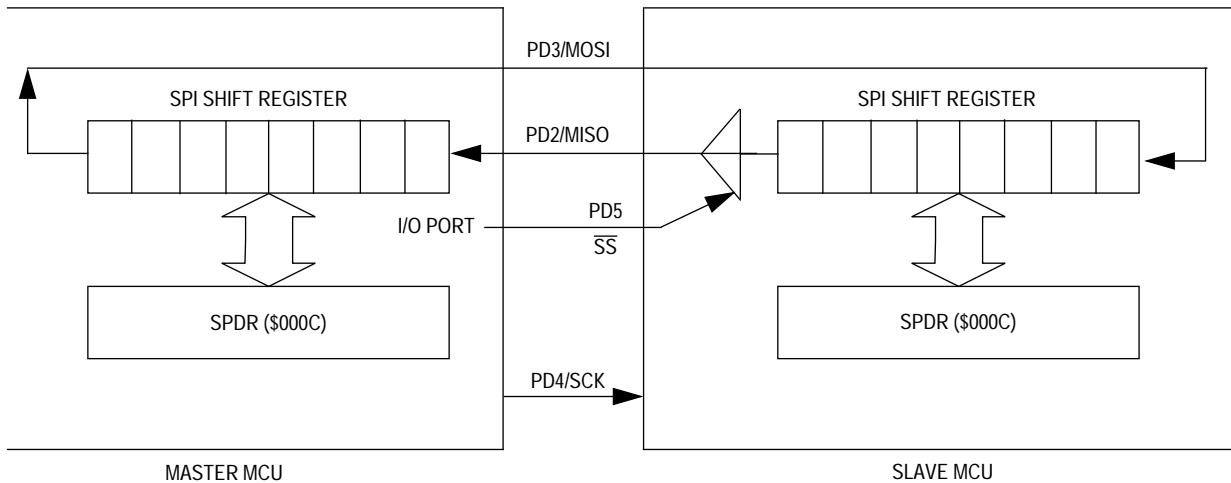 PD3/MOSI
SPI SHIFT REGISTER
SPI SHIFT REGISTER
PD2/MISO
I/O PORT
PD5
SS
SPDR ($000C)
SPDR ($000C)
PD4/SCK
MASTER MCU
SLAVE MCU